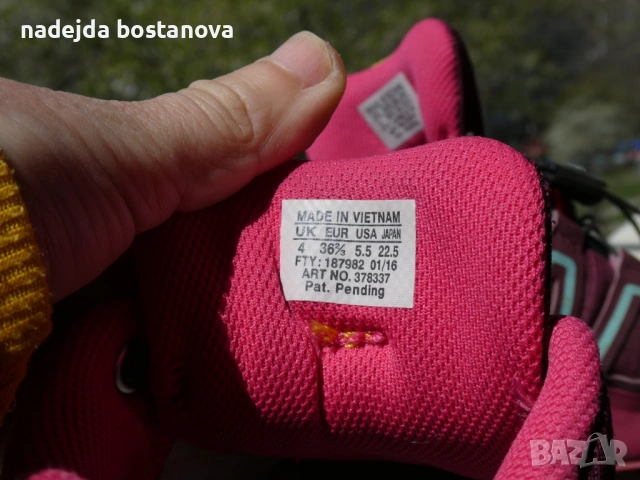 nadejda bostanova
MADE IN VIETNAM
UK EUR USA JAPAN
4 36⅔ 5.5 22.5
FTY: 187982 01/16
ART NO. 378337
Pat. Pending
BAZAR